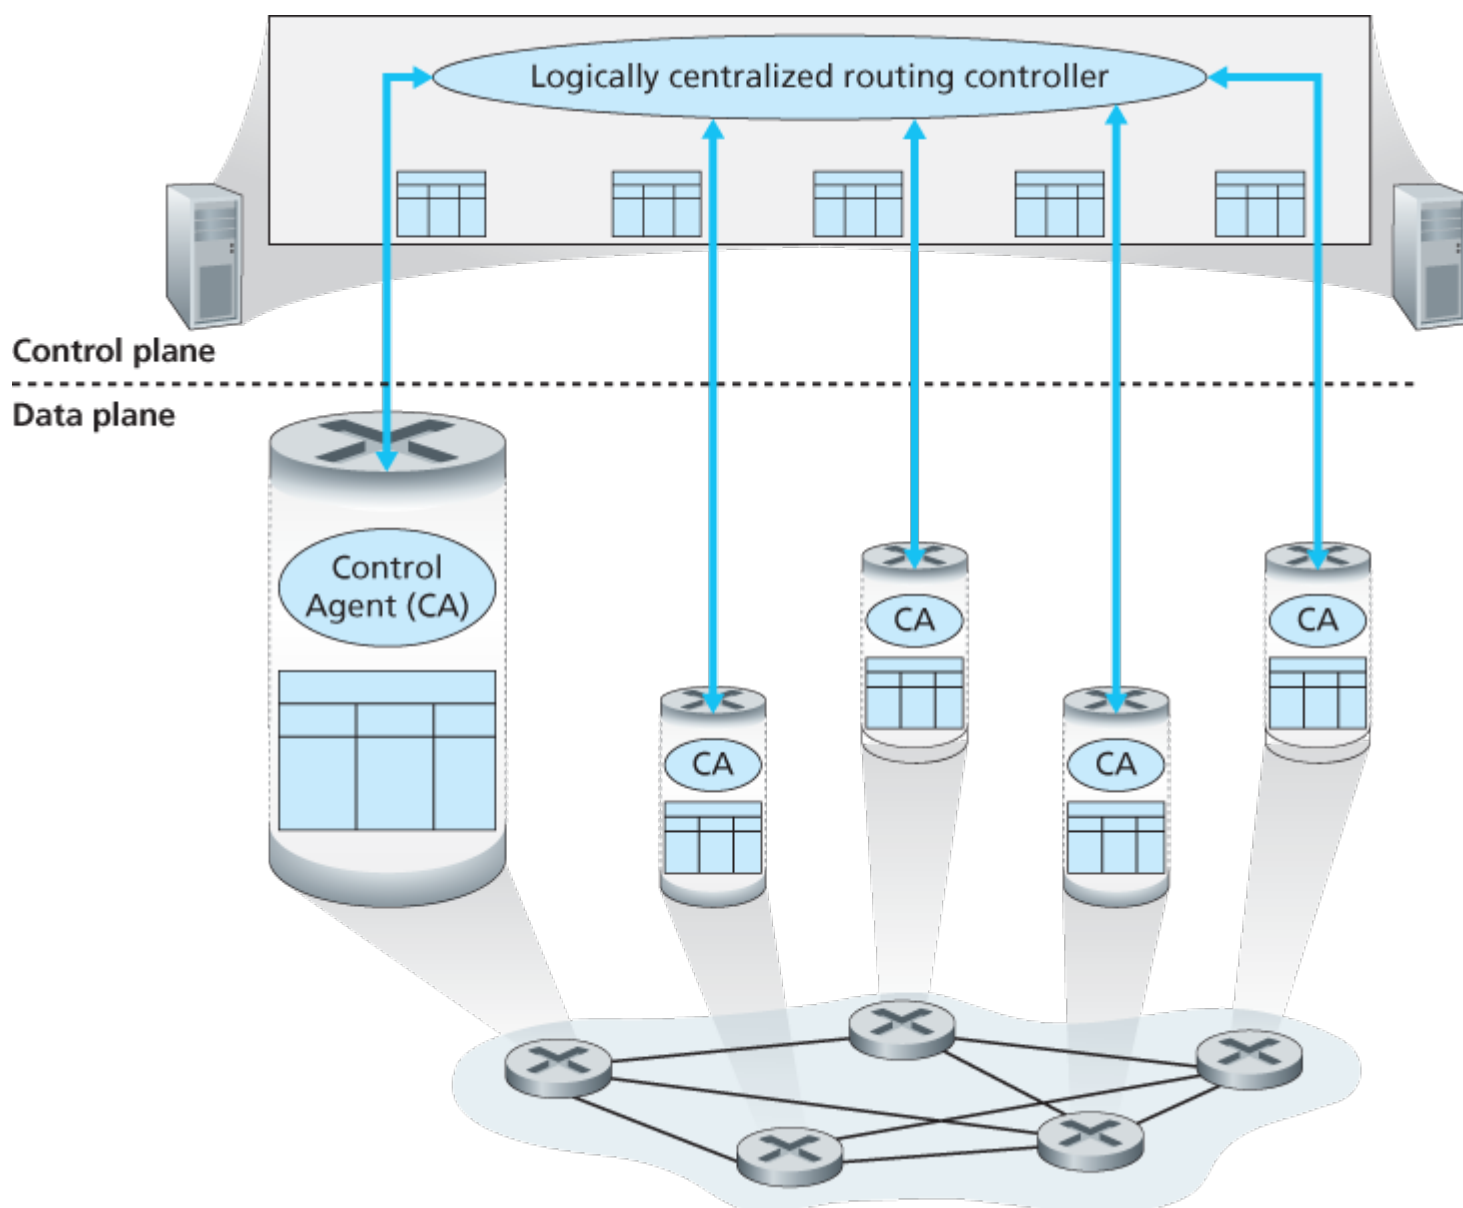 Logically centralized routing controller
Control plane
Data plane
Control
Agent (CA)
CA
CA
CA
CA